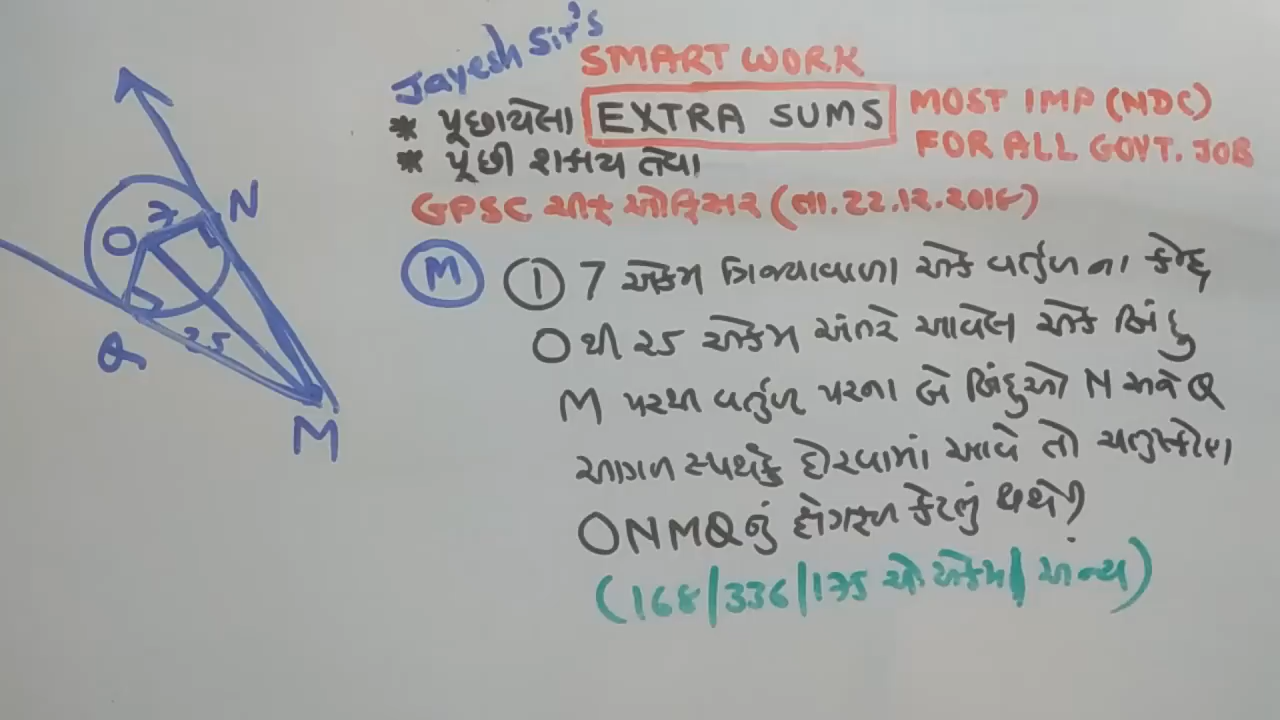 Jayesh Sir's
SMART WORK
* પૂછાયેલા EXTRA SUMS MOST IMP (NDC)
* પૂછી શકાય તેવા FOR ALL GOVT. JOB
GPSC ચીફ ઓફિસર (તા.22.12.2018)
M ① 7 એકમ ત્રિજ્યાવાળા એક વર્તુળના કેન્દ્ર
O થી ૨૫ એકમ અંતરે આવેલ એક બિંદુ
M પરથી વર્તુળ પરના બે બિંદુઓ N અને Q
આગળ સ્પર્શકો દોરવામાં આવે તો ચતુષ્કોણ
ONMQનું ક્ષેત્રફળ કેટલું થશે?
(168/336/175 ચો એકમ/અન્ય)
7
N
O
Q
25
M